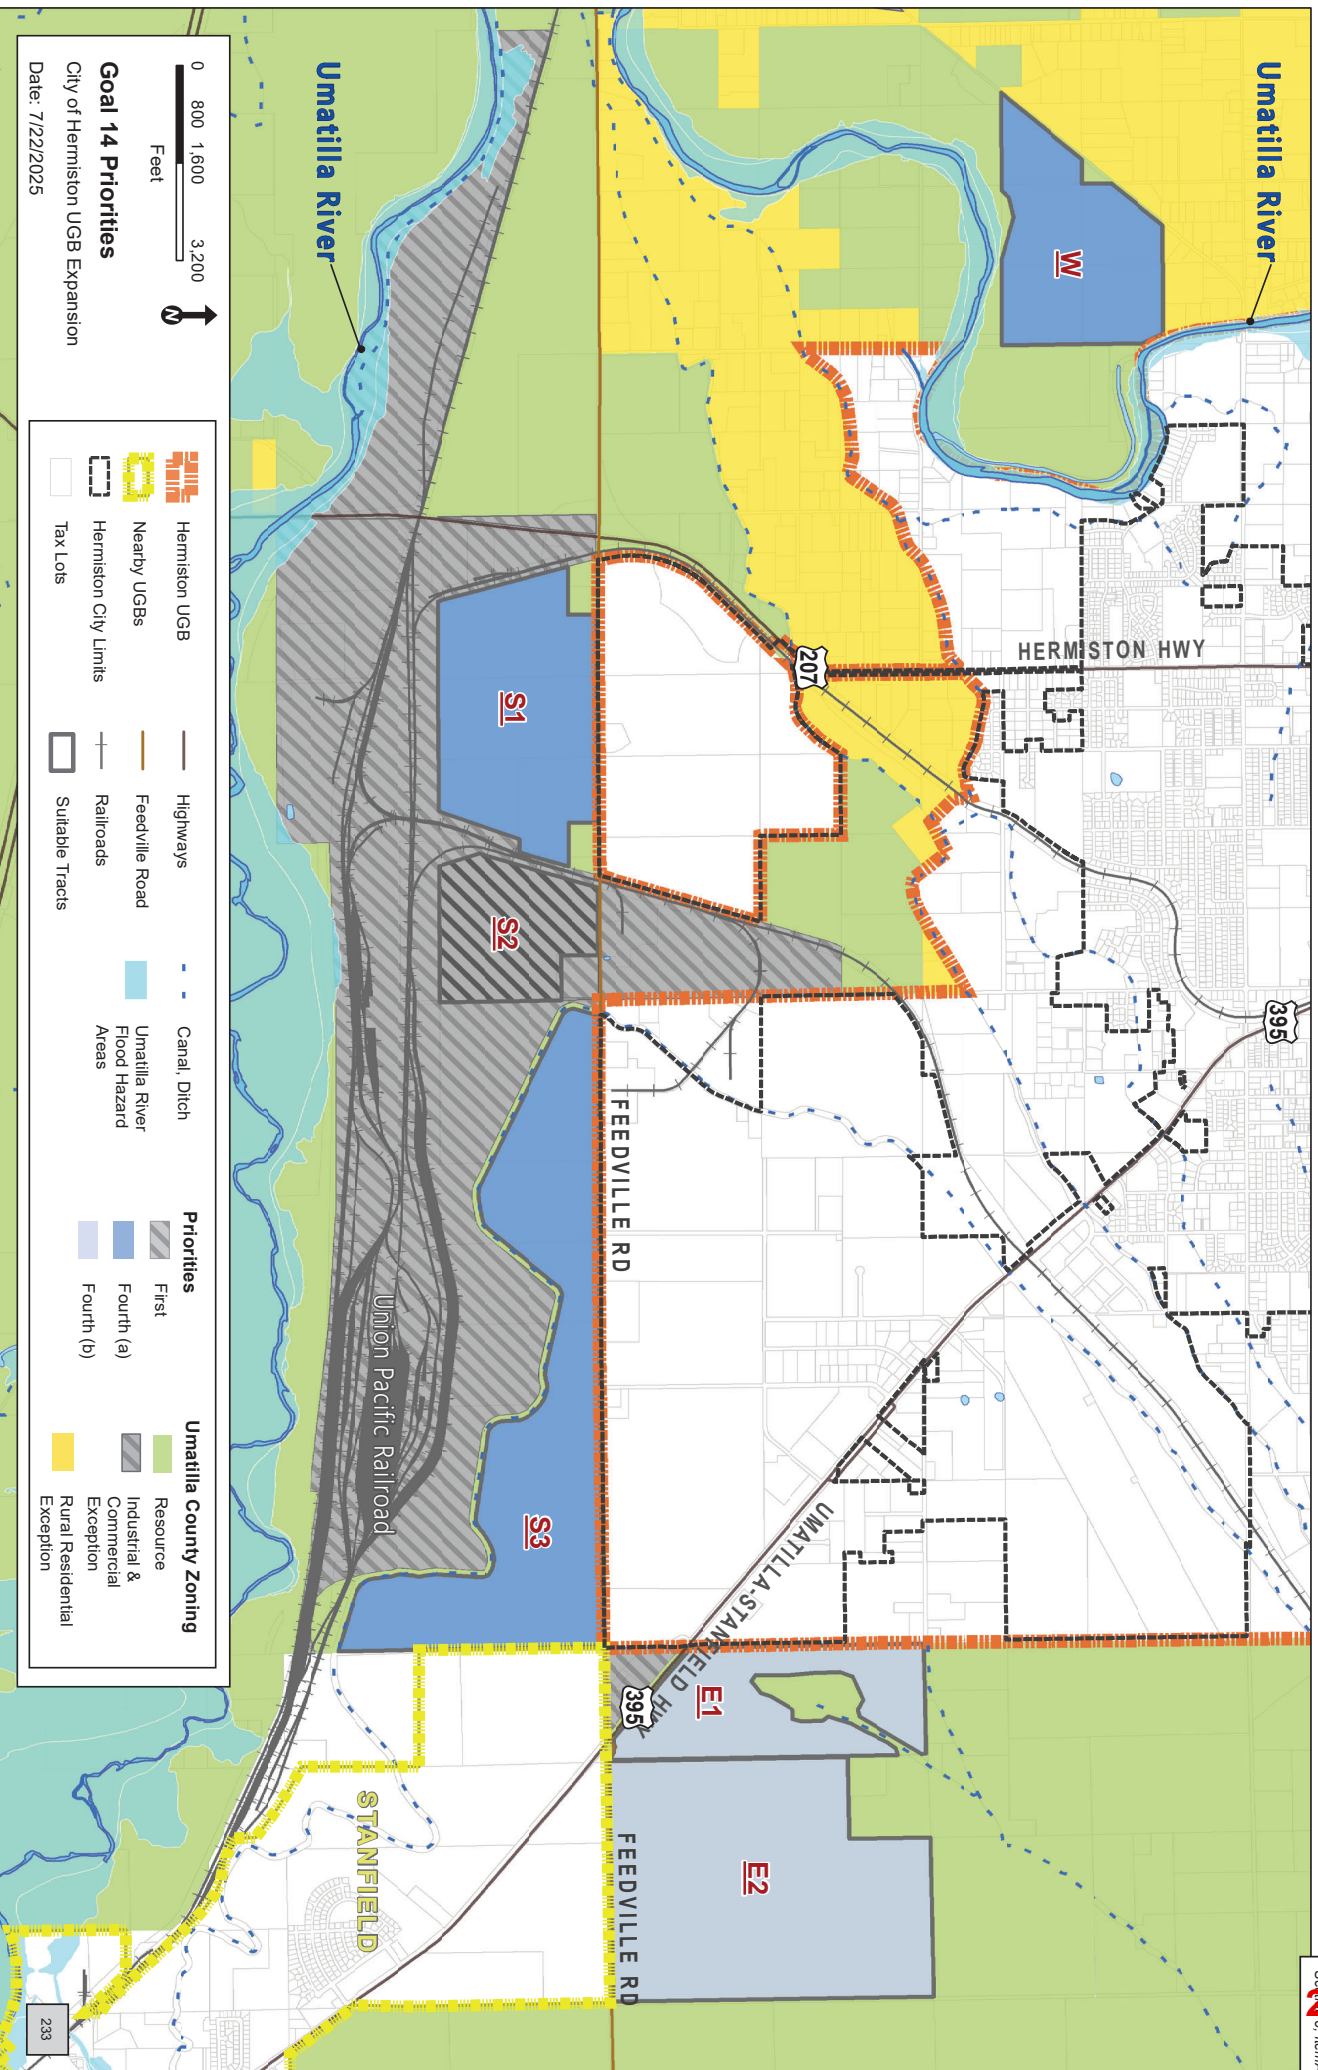 Umatilla River
W
HERMISTON HWY
207
395
S1
S2
S3
E1
E2
FEEDVILLE RD
UMATILLA-STANFIELD HWY
395
FEEDVILLE RD
Union Pacific Railroad
STANFIELD
Umatilla River
0 800 1,600 3,200
Feet
N
Goal 14 Priorities
City of Hermiston UGB Expansion
Date: 7/22/2025
Hermiston UGB
Nearby UGBs
Hermiston City Limits
Tax Lots
Highways
Feedville Road
Railroads
Suitable Tracts
Canal, Ditch
Umatilla River
Flood Hazard
Areas
Priorities
First
Fourth (a)
Fourth (b)
Umatilla County Zoning
Resource
Industrial &
Commercial
Exception
Rural Residential
Exception
233